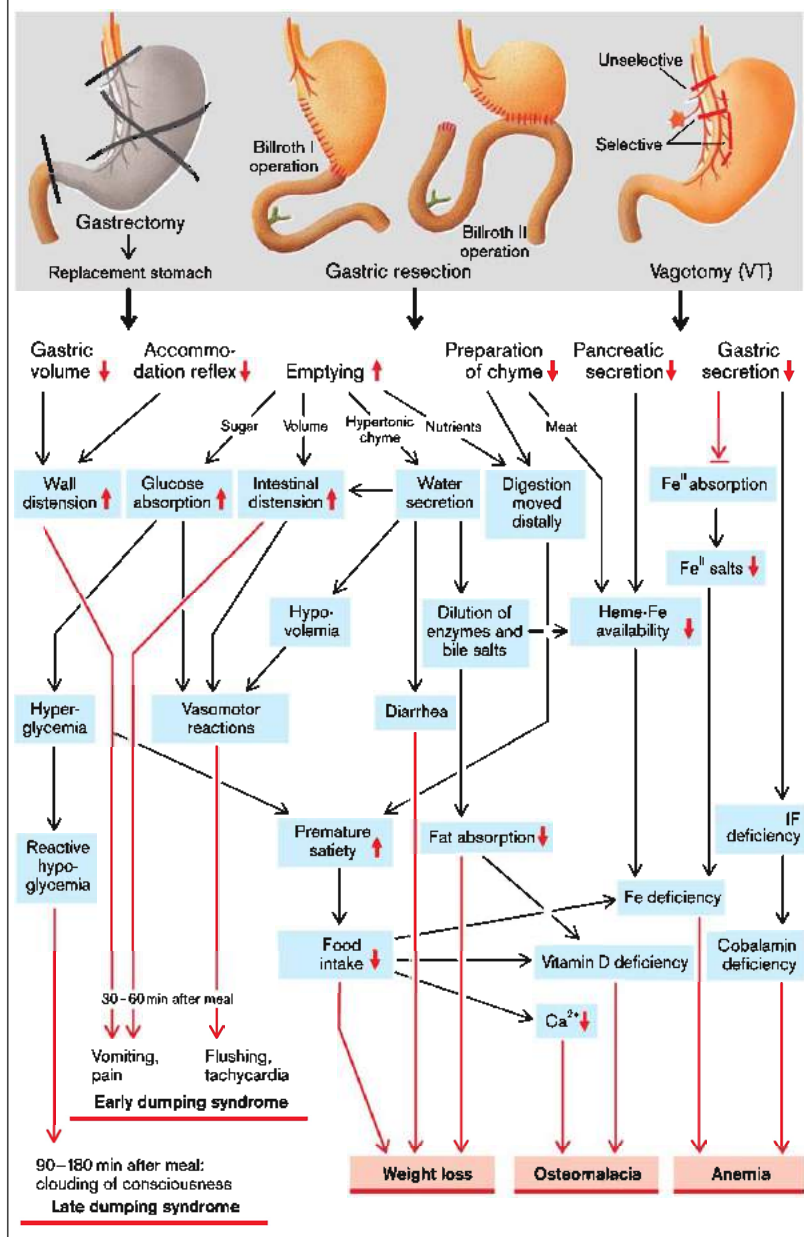 Unselective
Selective
Billroth I
operation
Billroth II
operation
Gastrectomy
Replacement stomach
Gastric resection
Vagotomy (VT)
Gastric
volume
Accommo-
dation reflex
Emptying
Preparation
of chyme
Pancreatic
secretion
Gastric
secretion
Sugar
Volume
Hypertonic
chyme
Nutrients
Meat
Wall
distension
Glucose
absorption
Intestinal
distension
Water
secretion
Digestion
moved
distally
Feᴵᴵ absorption
Feᴵᴵ salts
Hypo-
volemia
Dilution of
enzymes and
bile salts
Heme-Fe
availability
Hyper-
glycemia
Vasomotor
reactions
Diarrhea
Reactive
hypo-
glycemia
Premature
satiety
Fat absorption
IF
deficiency
Fe deficiency
Food
intake
Vitamin D deficiency
Cobalamin
deficiency
Ca²⁺
30–60 min after meal
Vomiting,
pain
Flushing,
tachycardia
Early dumping syndrome
90–180 min after meal:
clouding of consciousness
Late dumping syndrome
Weight loss
Osteomalacia
Anemia